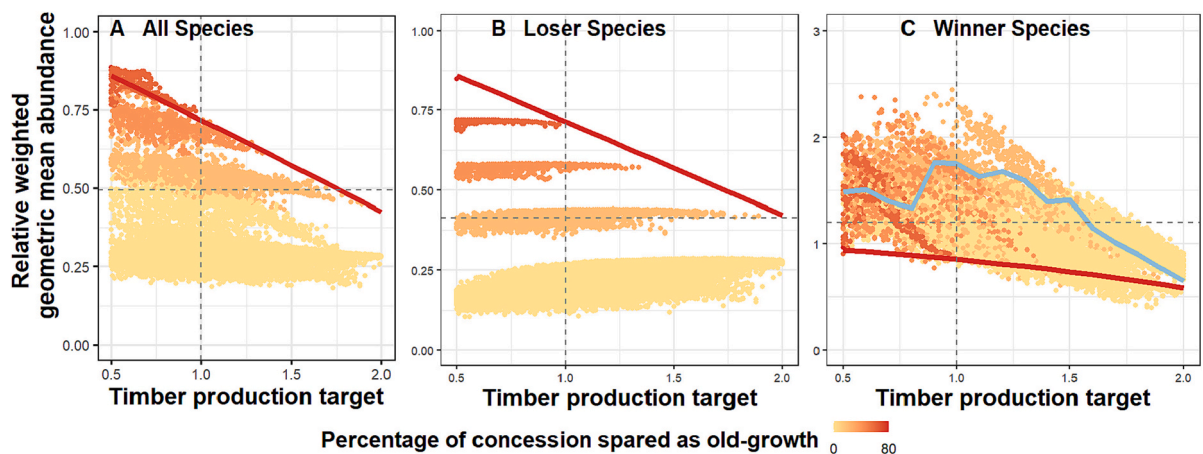 A All Species
B Loser Species
C Winner Species
Relative weighted
geometric mean abundance
1.00
0.75
0.50
0.25
0.00
1.00
0.75
0.50
0.25
0.00
3
2
1
0
0.5 1.0 1.5 2.0
0.5 1.0 1.5 2.0
0.5 1.0 1.5 2.0
Timber production target
Timber production target
Timber production target
Percentage of concession spared as old-growth
0 80